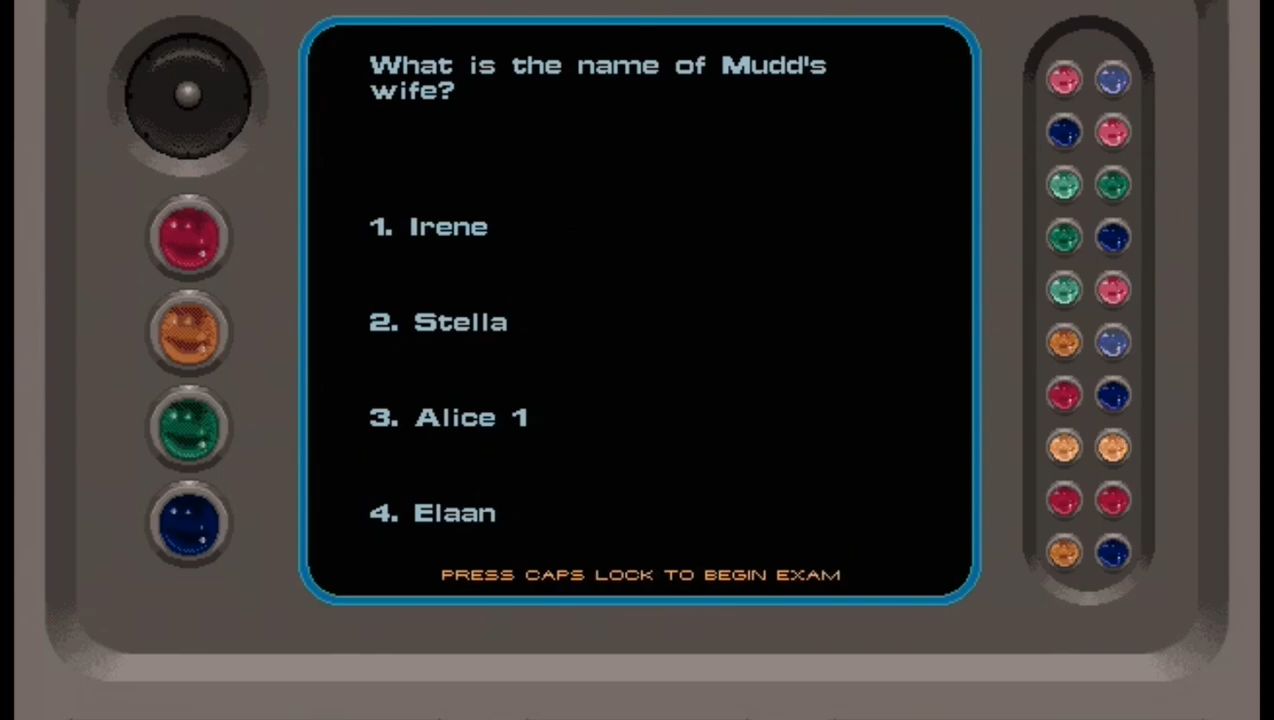 What is the name of Mudd's
wife?
1. Irene
2. Stella
3. Alice 1
4. Elaan
PRESS CAPS LOCK TO BEGIN EXAM